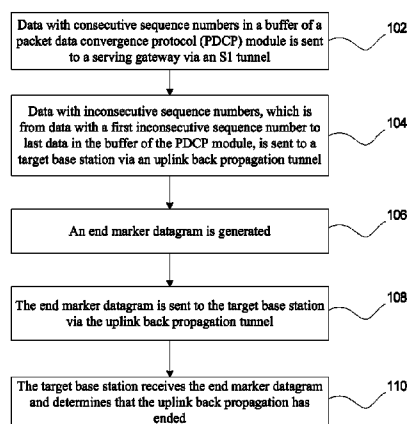 Data with consecutive sequence numbers in a buffer of a
packet data convergence protocol (PDCP) module is sent
to a serving gateway via an S1 tunnel
102
Data with inconsecutive sequence numbers, which is
from data with a first inconsecutive sequence number to
last data in the buffer of the PDCP module, is sent to a
target base station via an uplink back propagation tunnel
104
An end marker datagram is generated
106
The end marker datagram is sent to the target base station
via the uplink back propagation tunnel
108
The target base station receives the end marker datagram
and determines that the uplink back propagation has
ended
110